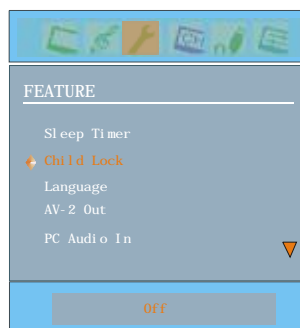 FEATURE
Sleep Timer
Child Lock
Language
AV-2 Out
PC Audio In
Off